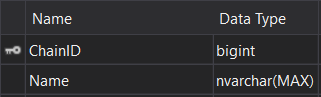 Name Data Type
ChainID bigint
Name nvarchar(MAX)